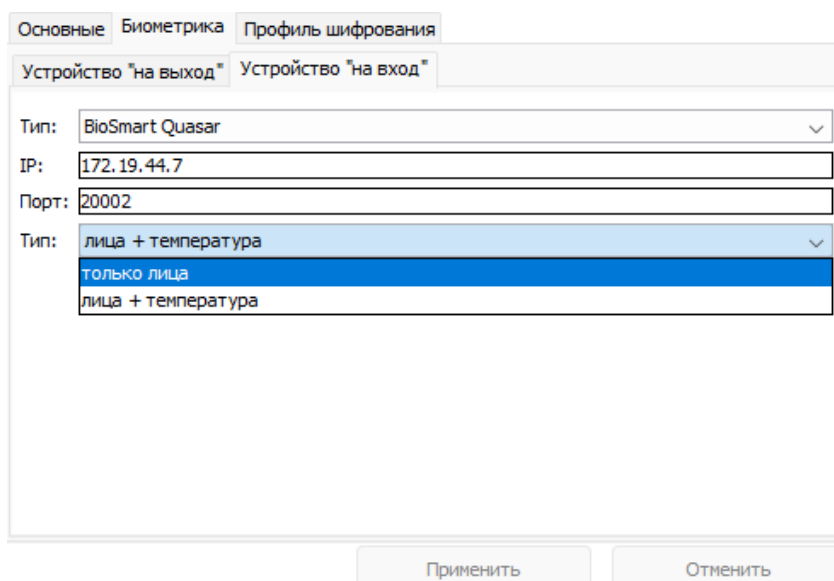 Основные Биометрика Профиль шифрования
Устройство "на выход" Устройство "на вход"
Тип: BioSmart Quasar
IP: 172.19.44.7
Порт: 20002
Тип: лица + температура
только лица
лица + температура
Применить Отменить